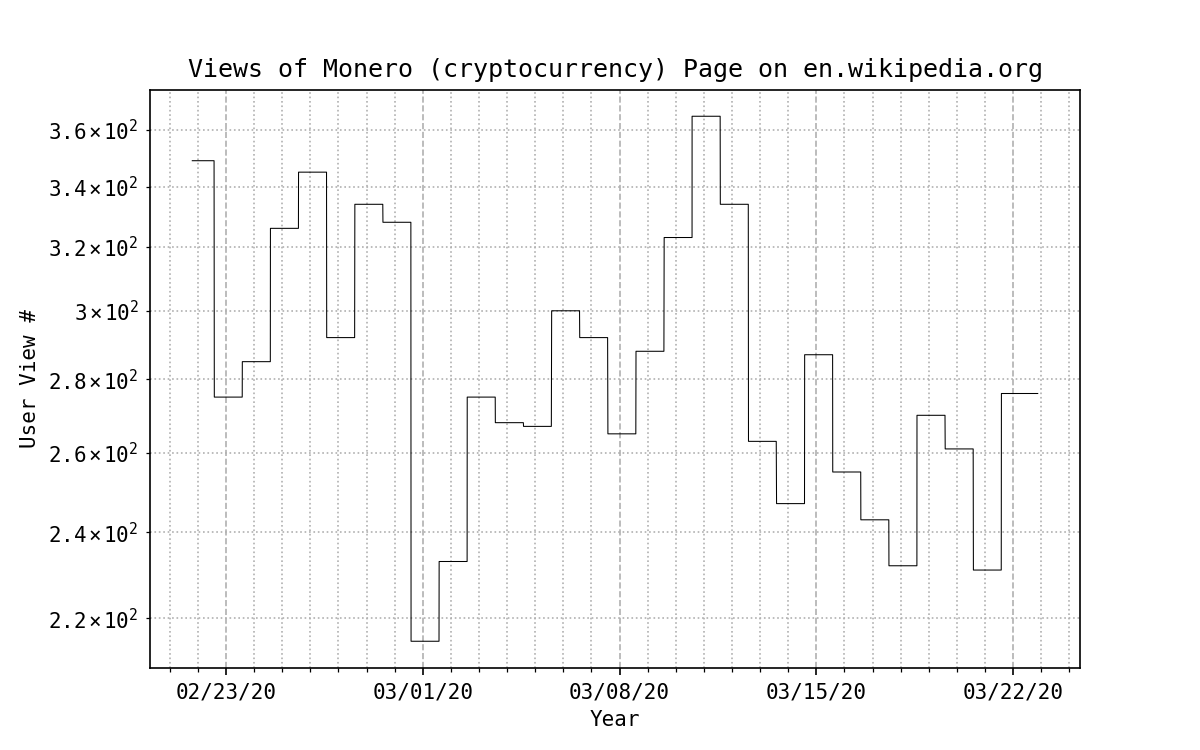 Views of Monero (cryptocurrency) Page on en.wikipedia.org
3.6×10²
3.4×10²
3.2×10²
3×10²
2.8×10²
2.6×10²
2.4×10²
2.2×10²
User View #
02/23/20 03/01/20 03/08/20 03/15/20 03/22/20
Year